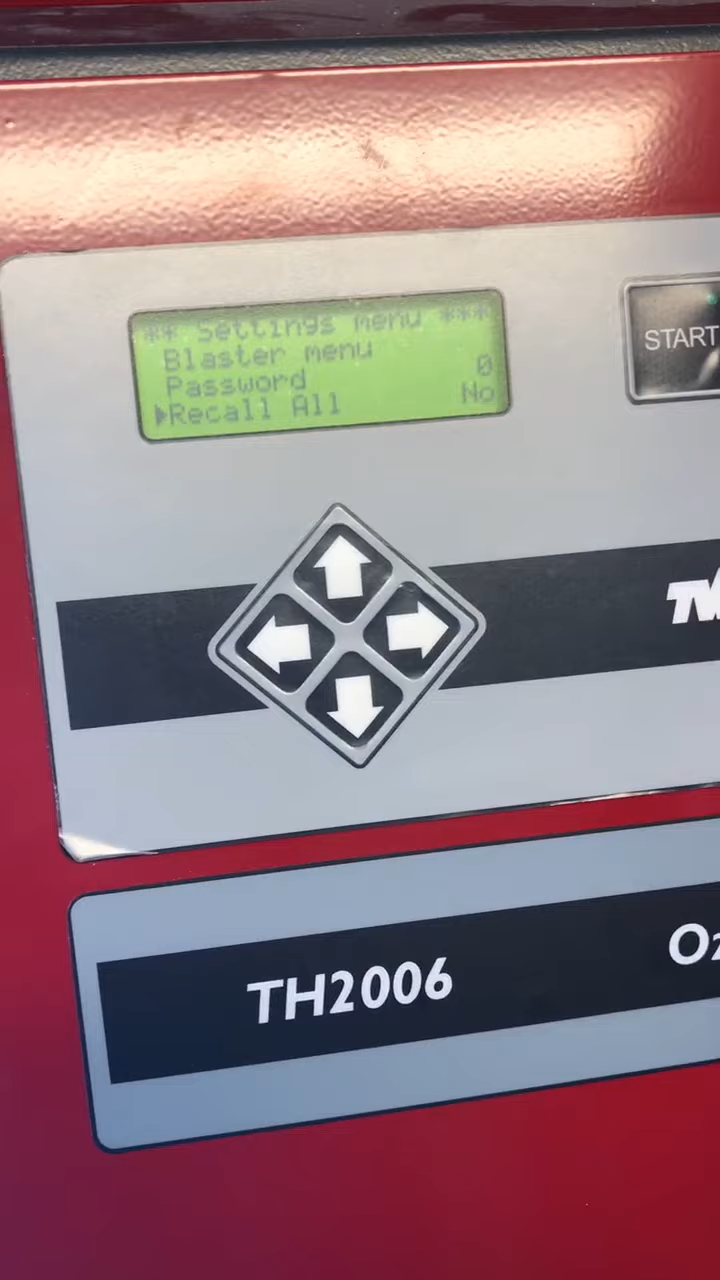 ** Settings menu ***
Blaster menu
Password 0
▶Recall All No
START
TH2006